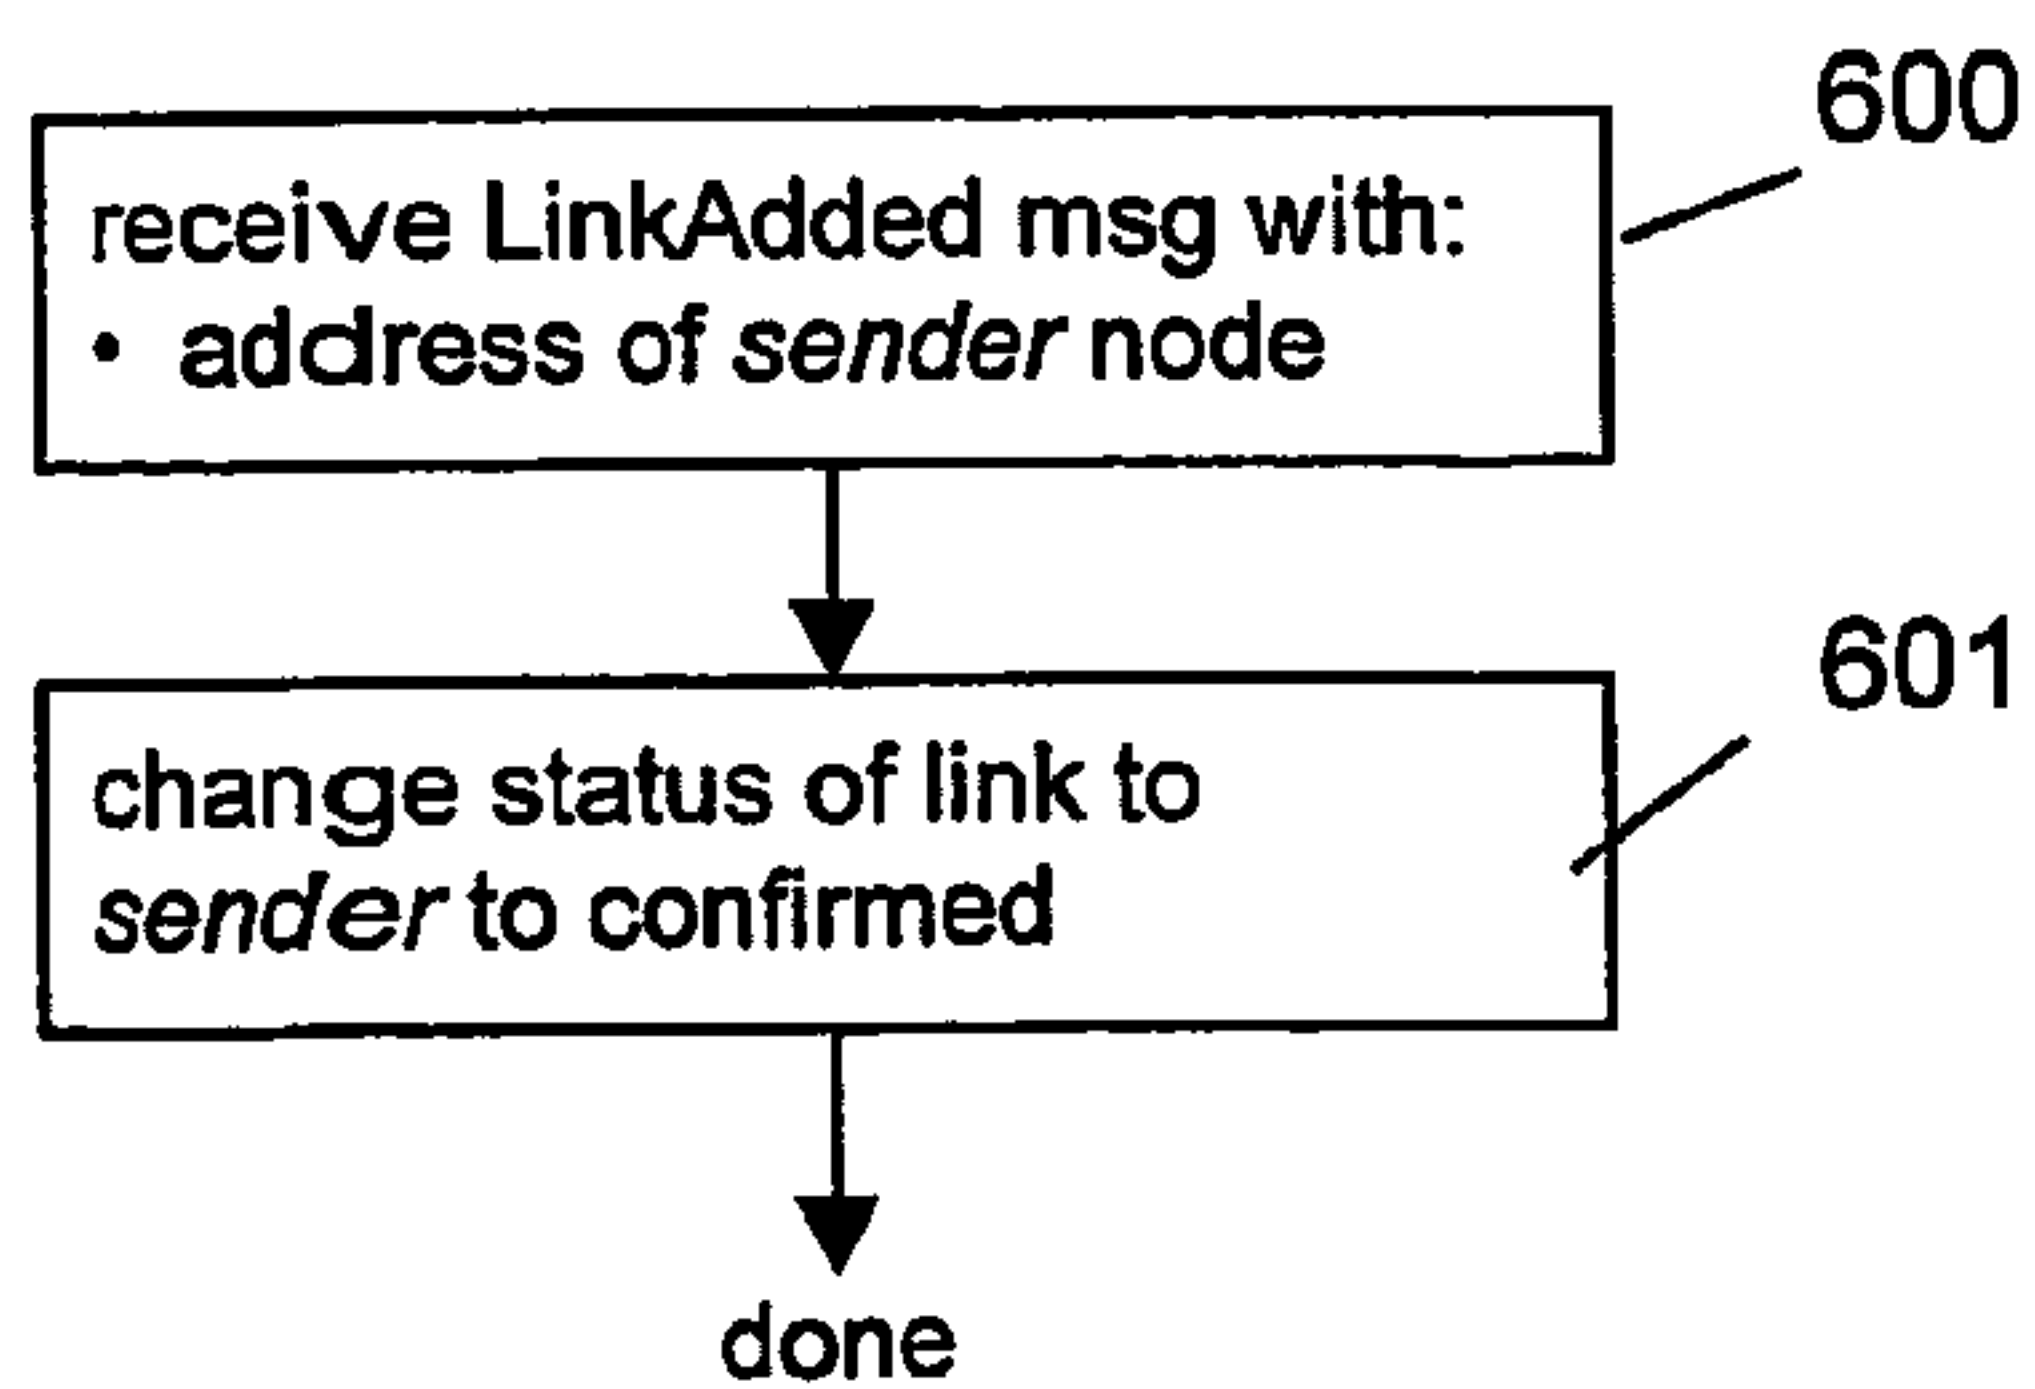 600
receive LinkAdded msg with:
• address of sender node
601
change status of link to
sender to confirmed
done